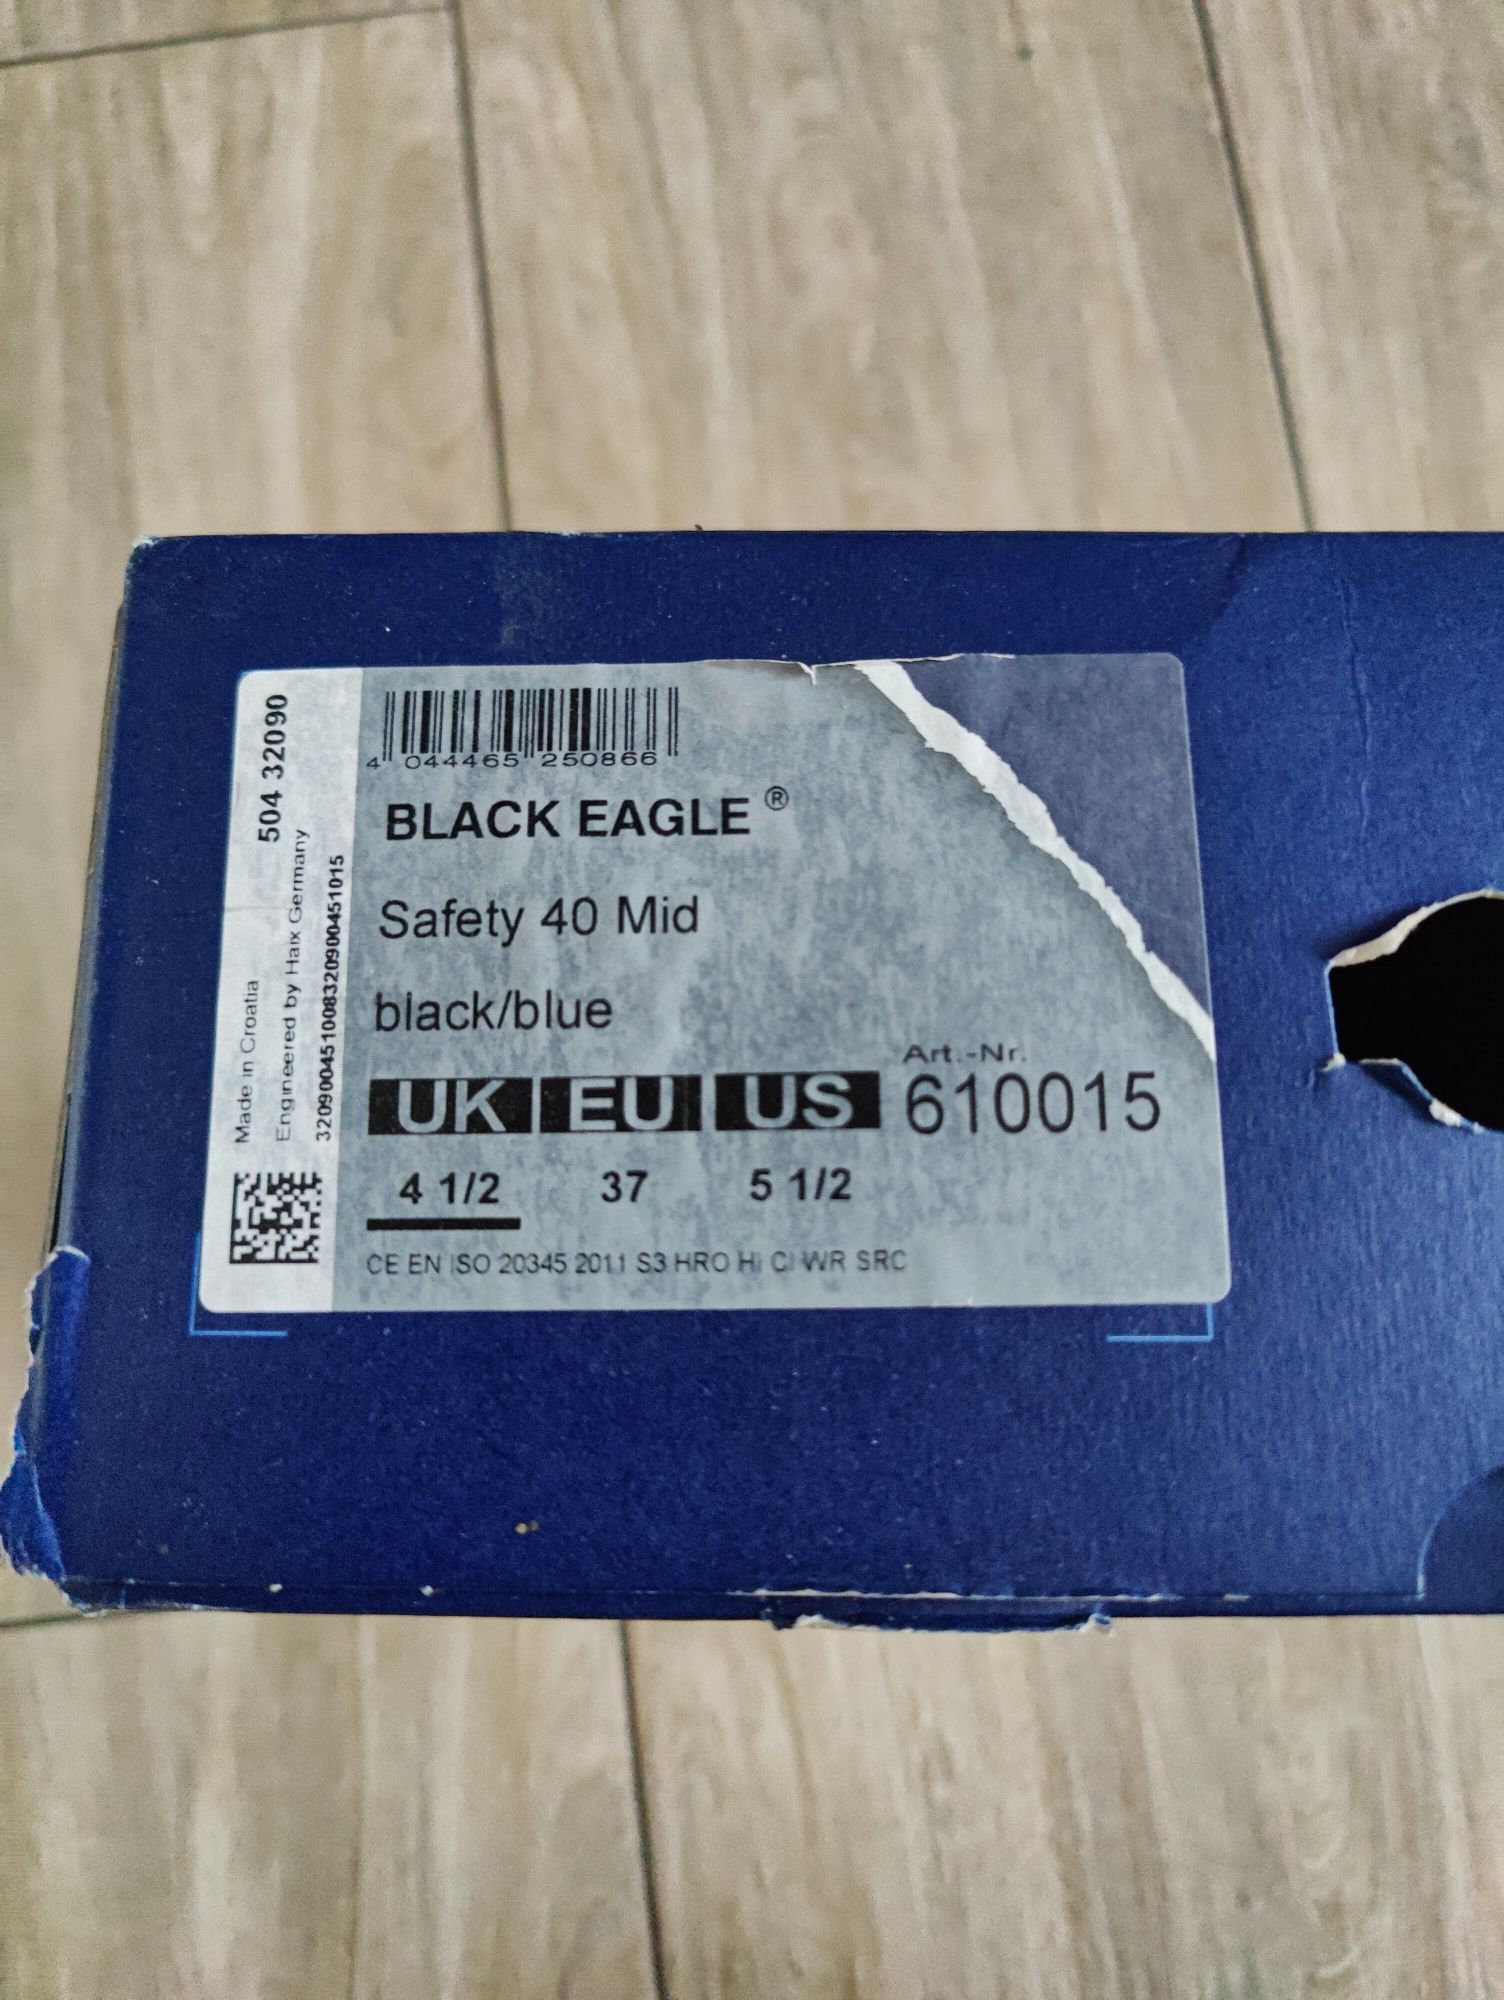 504 32090
Made in Croatia
Engineered by Haix Germany
320900451008320900451015
4 044465 250866
BLACK EAGLE ®
Safety 40 Mid
black/blue
UK EU US
Art.-Nr.
610015
4 1/2 37 5 1/2
CE EN ISO 20345 2011 S3 HRO HI CI WR SRC